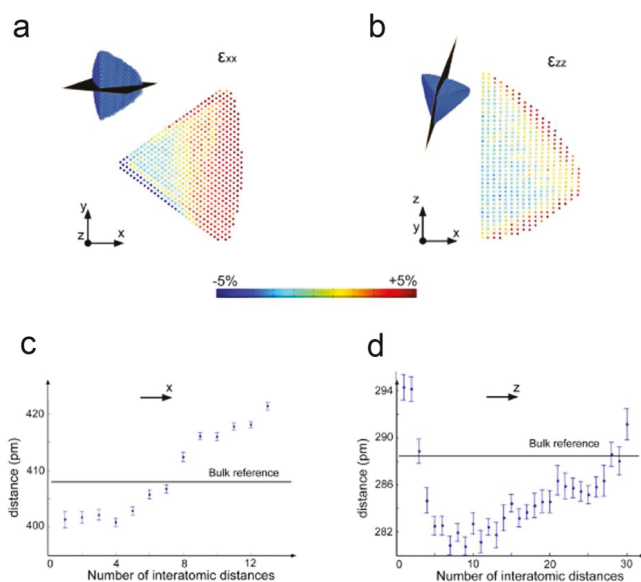 a
b
εxx
εzz
y
z
x
z
y
x
-5%
+5%
c
d
x
z
420
410
400
distance (pm)
Bulk reference
0
4
8
12
Number of interatomic distances
294
290
286
282
distance (pm)
Bulk reference
0
10
20
30
Number of interatomic distances